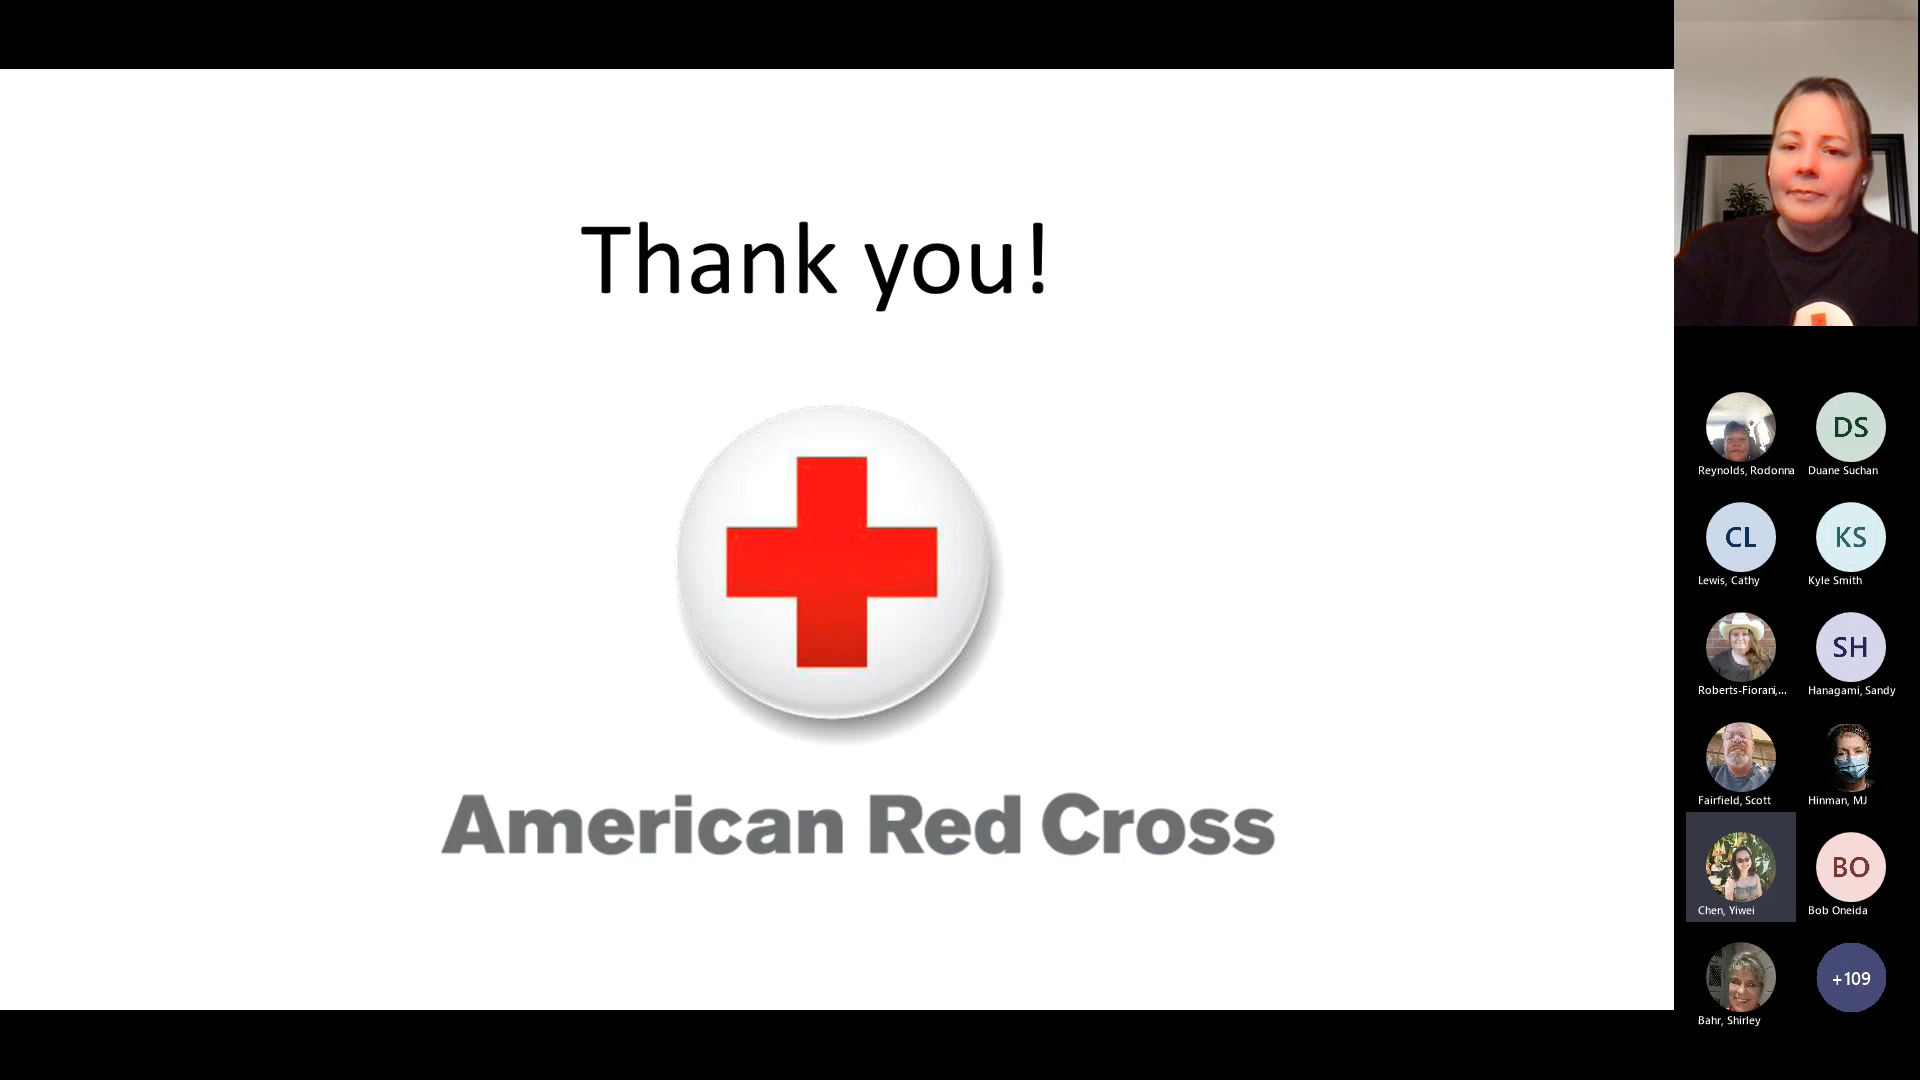 Thank you!
American Red Cross
DS
Reynolds, Rodonna
Duane Suchan
CL
KS
Lewis, Cathy
Kyle Smith
SH
Roberts-Fiorani,...
Hanagami, Sandy
Fairfield, Scott
Hinman, MJ
BO
Chen, Yiwei
Bob Oneida
+109
Bahr, Shirley